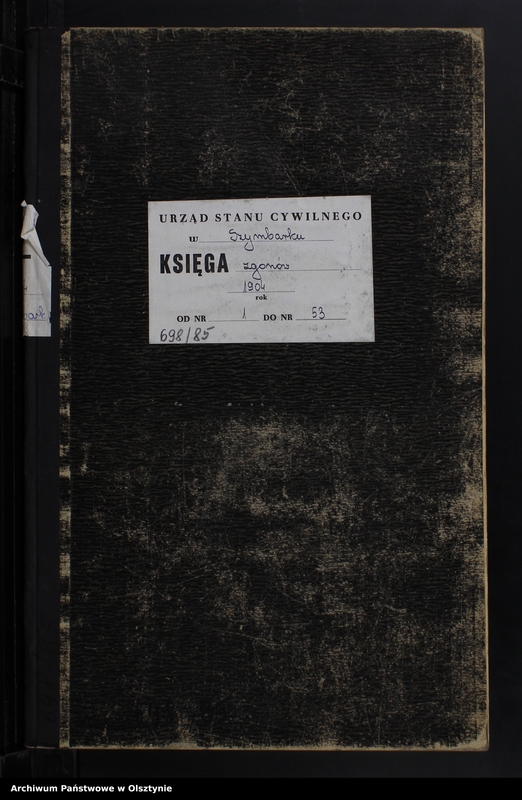 URZĄD STANU CYWILNEGO
w Szymbarku
KSIĘGA zgonów
1904
rok
OD NR 1 DO NR 53
698/85
Archiwum Państwowe w Olsztynie